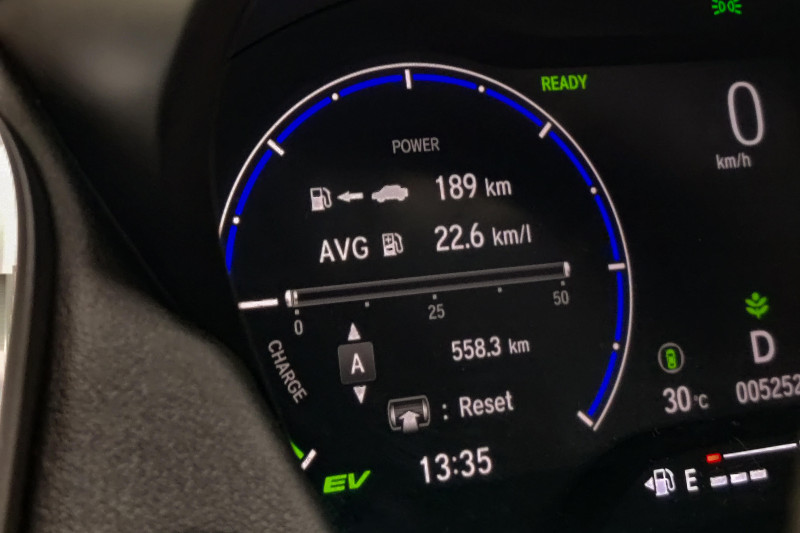 READY
POWER
0
km/h
189 km
AVG 22.6 km/l
0 25 50
CHARGE
A
558.3 km
: Reset
D
30°C
005252
EV
13:35
E